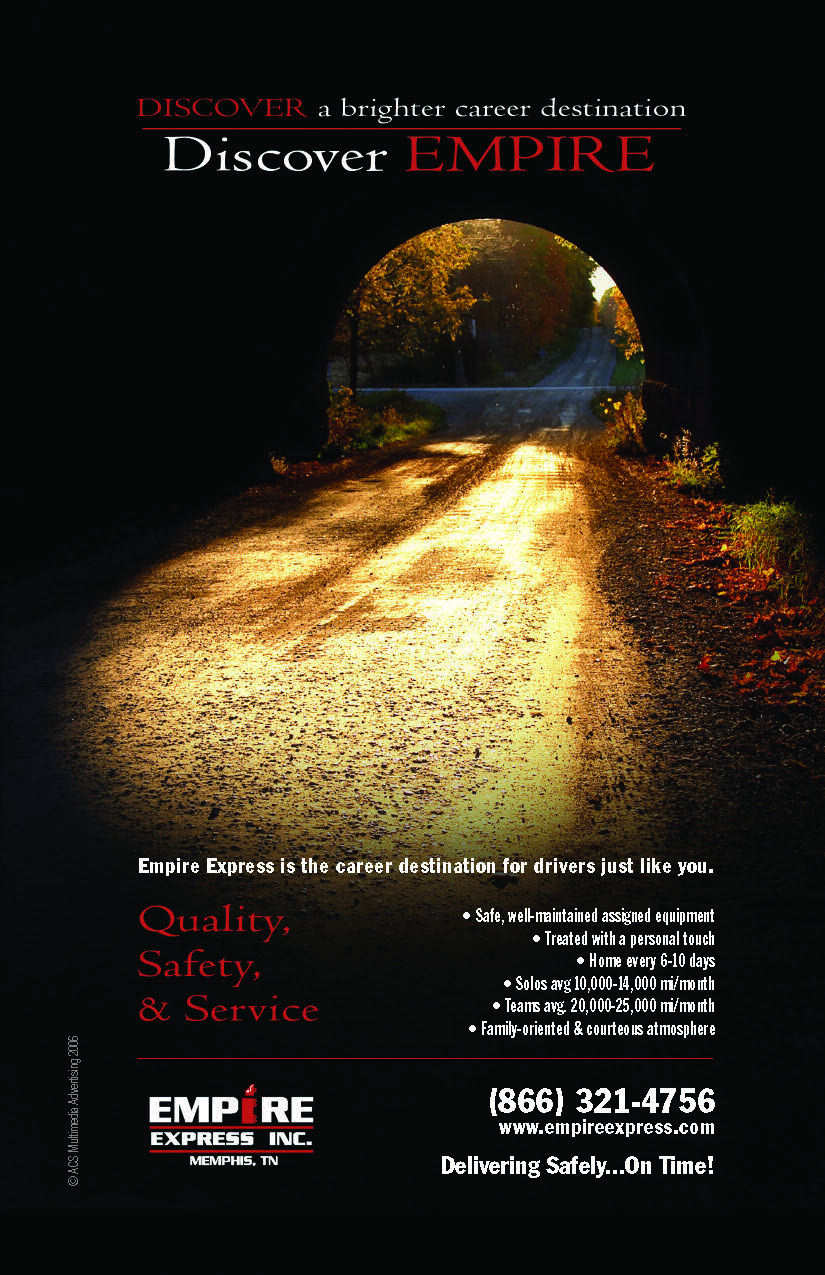 DISCOVER a brighter career destination
Discover EMPIRE
Empire Express is the career destination for drivers just like you.
Quality,
Safety,
& Service
• Safe, well-maintained assigned equipment
• Treated with a personal touch
• Home every 6-10 days
• Solos avg 10,000-14,000 mi/month
• Teams avg. 20,000-25,000 mi/month
• Family-oriented & courteous atmosphere
EMPIRE
EXPRESS INC.
MEMPHIS, TN
(866) 321-4756
www.empireexpress.com
Delivering Safely...On Time!
© ACS Multimedia Advertising 2006